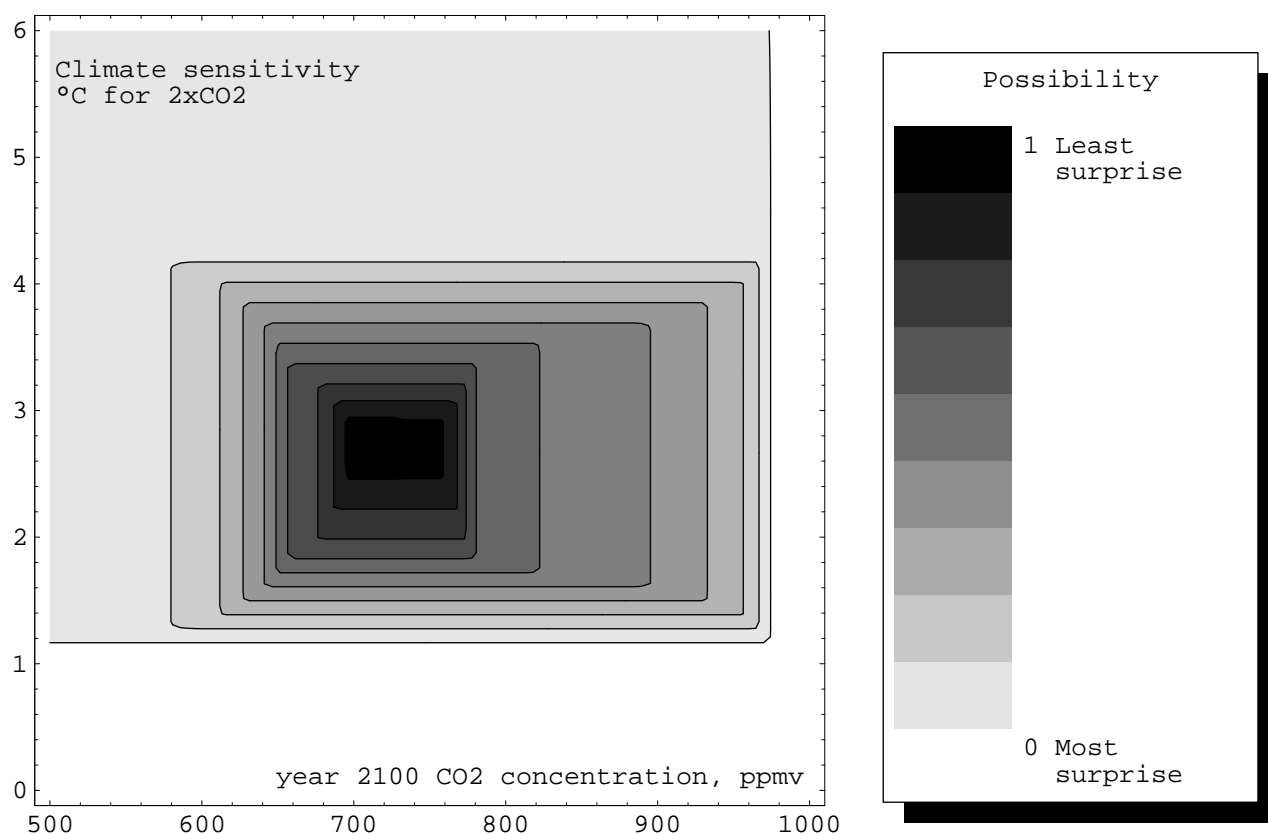 6
Climate sensitivity
°C for 2xCO2
5
4
3
2
1
0
year 2100 CO2 concentration, ppmv
500 600 700 800 900 1000
Possibility
1 Least
surprise
0 Most
surprise